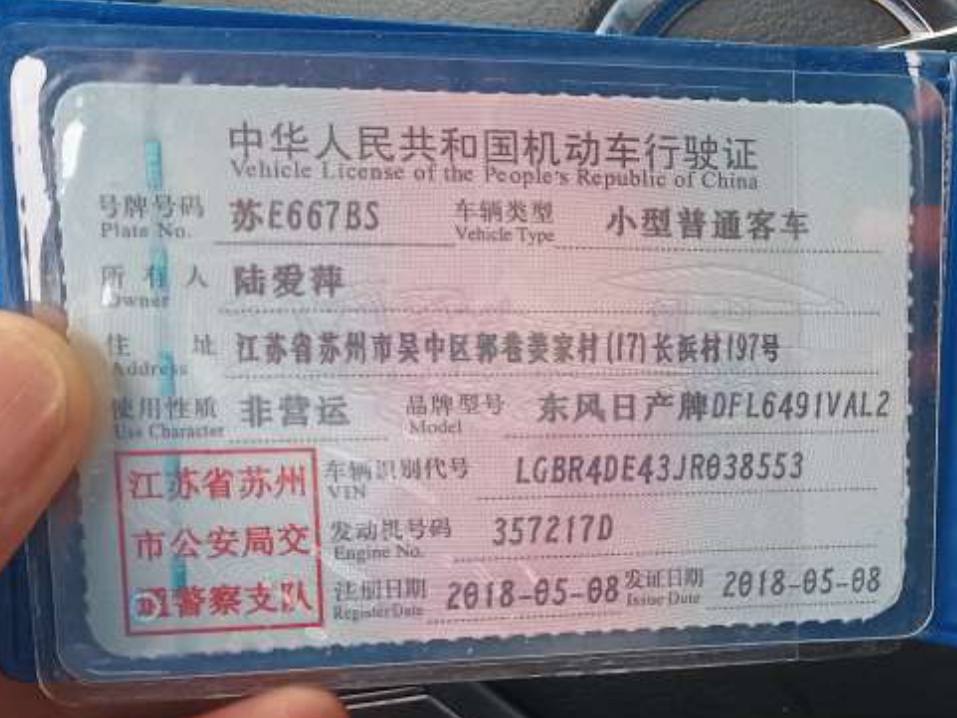 中华人民共和国机动车行驶证
Vehicle License of the People's Republic of China
号牌号码 苏E667BS 车辆类型 小型普通客车
Plate No. Vehicle Type
所有人 陆爱萍
Owner
住址 江苏省苏州市吴中区郭巷姜家村(17)长浜村197号
Address
使用性质 非营运 品牌型号 东风日产牌DFL6491VAL2
Use Character Model
江苏省苏州 车辆识别代号 LGBR4DE43JR038553
VIN
市公安局交 发动机号码 357217D
Engine No.
警察支队 注册日期 2018-05-08 发证日期 2018-05-08
Register Date Issue Date